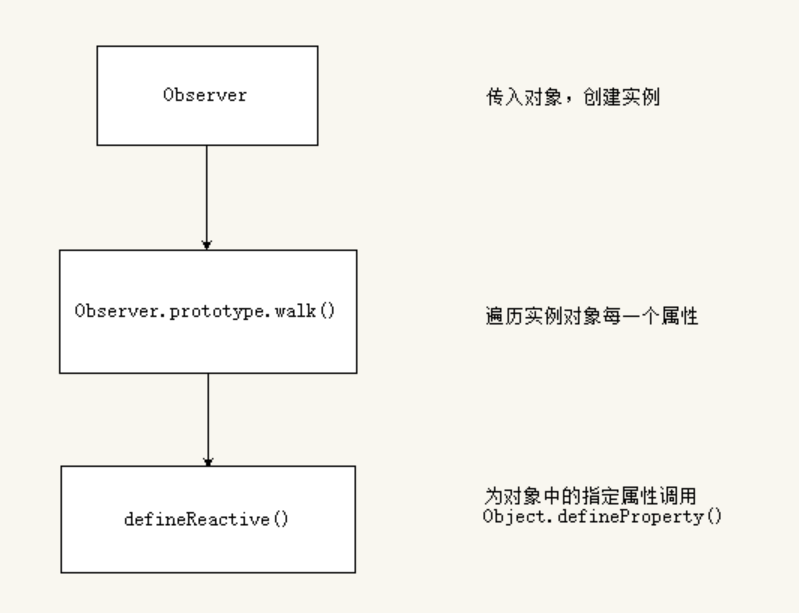 Observer
传入对象，创建实例
Observer.prototype.walk()
遍历实例对象每一个属性
defineReactive()
为对象中的指定属性调用
Object.defineProperty()